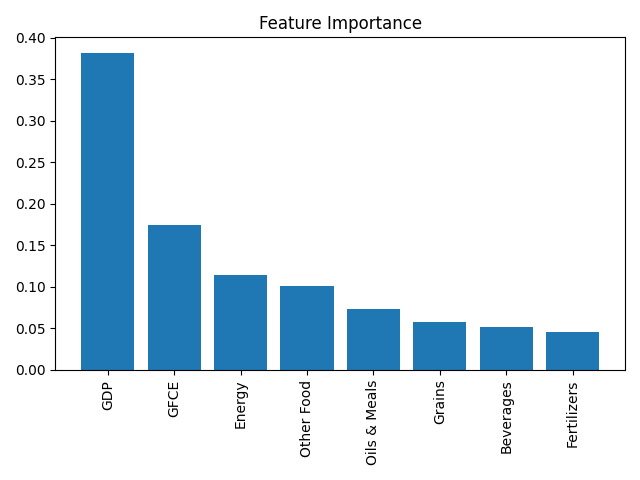 Feature Importance
0.40
0.35
0.30
0.25
0.20
0.15
0.10
0.05
0.00
GDP
GFCE
Energy
Other Food
Oils & Meals
Grains
Beverages
Fertilizers